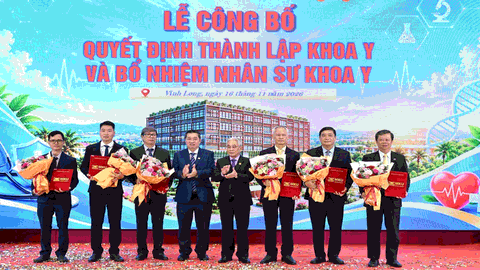 LỄ CÔNG BỐ
QUYẾT ĐỊNH THÀNH LẬP KHOA Y
VÀ BỔ NHIỆM NHÂN SỰ KHOA Y
Vĩnh Long, ngày 16 tháng 11 năm